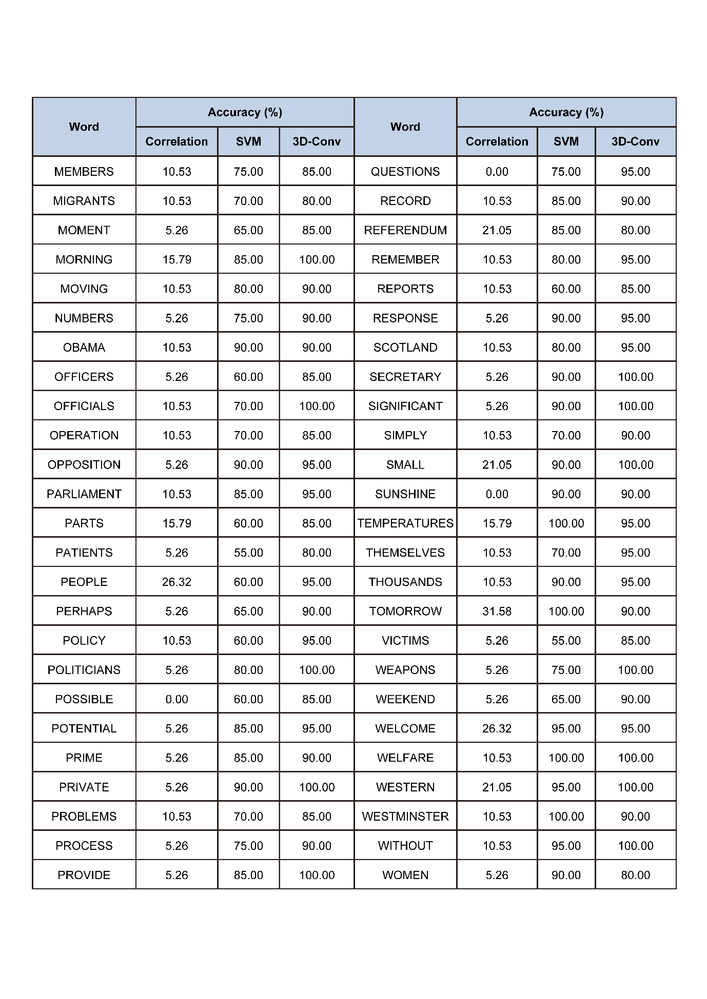 Word Accuracy (%) Word Accuracy (%)
Correlation SVM 3D-Conv Correlation SVM 3D-Conv
MEMBERS 10.53 75.00 85.00 QUESTIONS 0.00 75.00 95.00
MIGRANTS 10.53 70.00 80.00 RECORD 10.53 85.00 90.00
MOMENT 5.26 65.00 85.00 REFERENDUM 21.05 85.00 80.00
MORNING 15.79 85.00 100.00 REMEMBER 10.53 80.00 95.00
MOVING 10.53 80.00 90.00 REPORTS 10.53 60.00 85.00
NUMBERS 5.26 75.00 90.00 RESPONSE 5.26 90.00 95.00
OBAMA 10.53 90.00 90.00 SCOTLAND 10.53 80.00 95.00
OFFICERS 5.26 60.00 85.00 SECRETARY 5.26 90.00 100.00
OFFICIALS 10.53 70.00 100.00 SIGNIFICANT 5.26 90.00 100.00
OPERATION 10.53 70.00 85.00 SIMPLY 10.53 70.00 90.00
OPPOSITION 5.26 90.00 95.00 SMALL 21.05 90.00 100.00
PARLIAMENT 10.53 85.00 95.00 SUNSHINE 0.00 90.00 90.00
PARTS 15.79 60.00 85.00 TEMPERATURES 15.79 100.00 95.00
PATIENTS 5.26 55.00 80.00 THEMSELVES 10.53 70.00 95.00
PEOPLE 26.32 60.00 95.00 THOUSANDS 10.53 90.00 95.00
PERHAPS 5.26 65.00 90.00 TOMORROW 31.58 100.00 90.00
POLICY 10.53 60.00 95.00 VICTIMS 5.26 55.00 85.00
POLITICIANS 5.26 80.00 100.00 WEAPONS 5.26 75.00 100.00
POSSIBLE 0.00 60.00 85.00 WEEKEND 5.26 65.00 90.00
POTENTIAL 5.26 85.00 95.00 WELCOME 26.32 95.00 95.00
PRIME 5.26 85.00 90.00 WELFARE 10.53 100.00 100.00
PRIVATE 5.26 90.00 100.00 WESTERN 21.05 95.00 100.00
PROBLEMS 10.53 70.00 85.00 WESTMINSTER 10.53 100.00 90.00
PROCESS 5.26 75.00 90.00 WITHOUT 10.53 95.00 100.00
PROVIDE 5.26 85.00 100.00 WOMEN 5.26 90.00 80.00